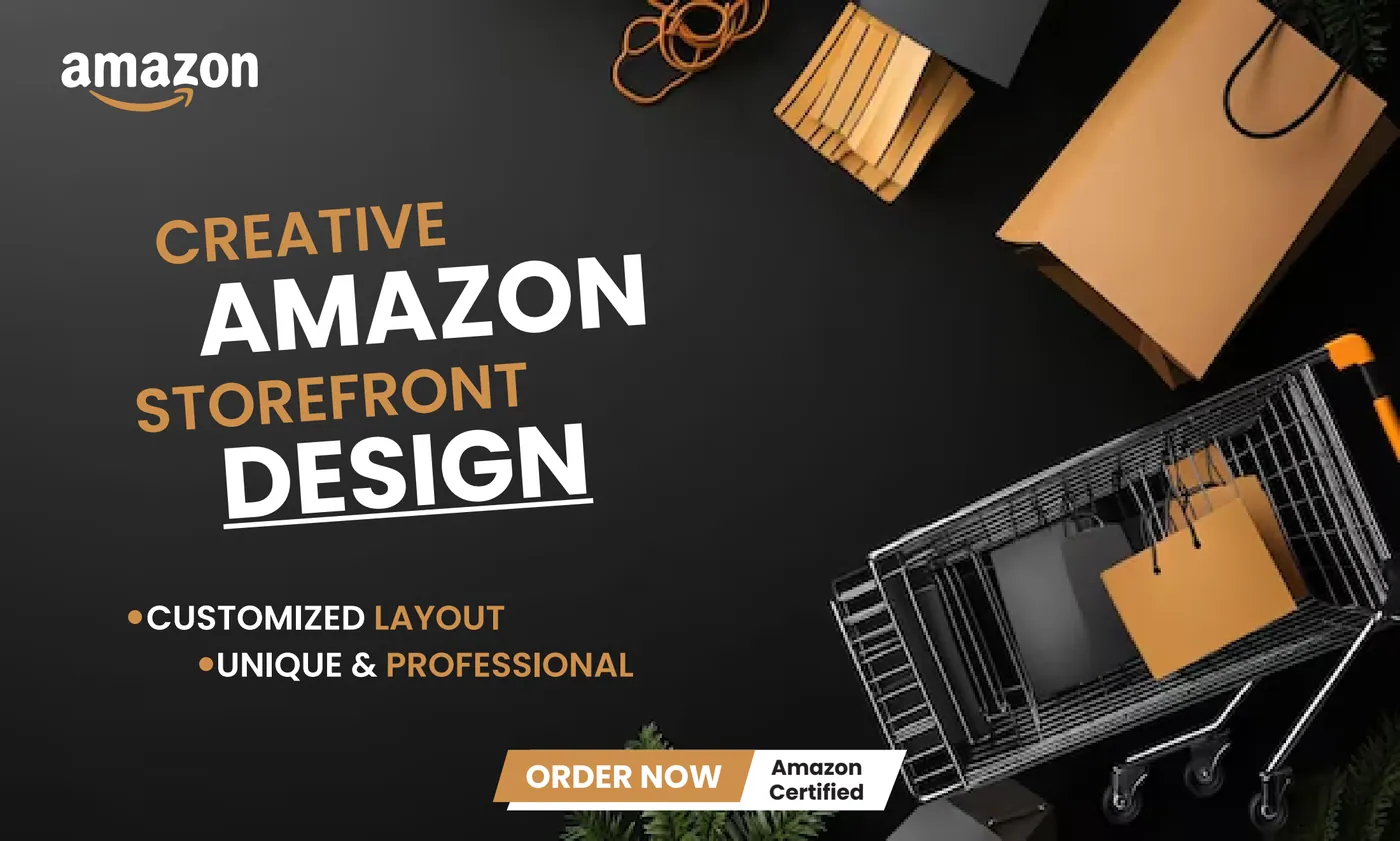 amazon
CREATIVE
AMAZON
STOREFRONT
DESIGN
•CUSTOMIZED LAYOUT
•UNIQUE & PROFESSIONAL
ORDER NOW
Amazon
Certified